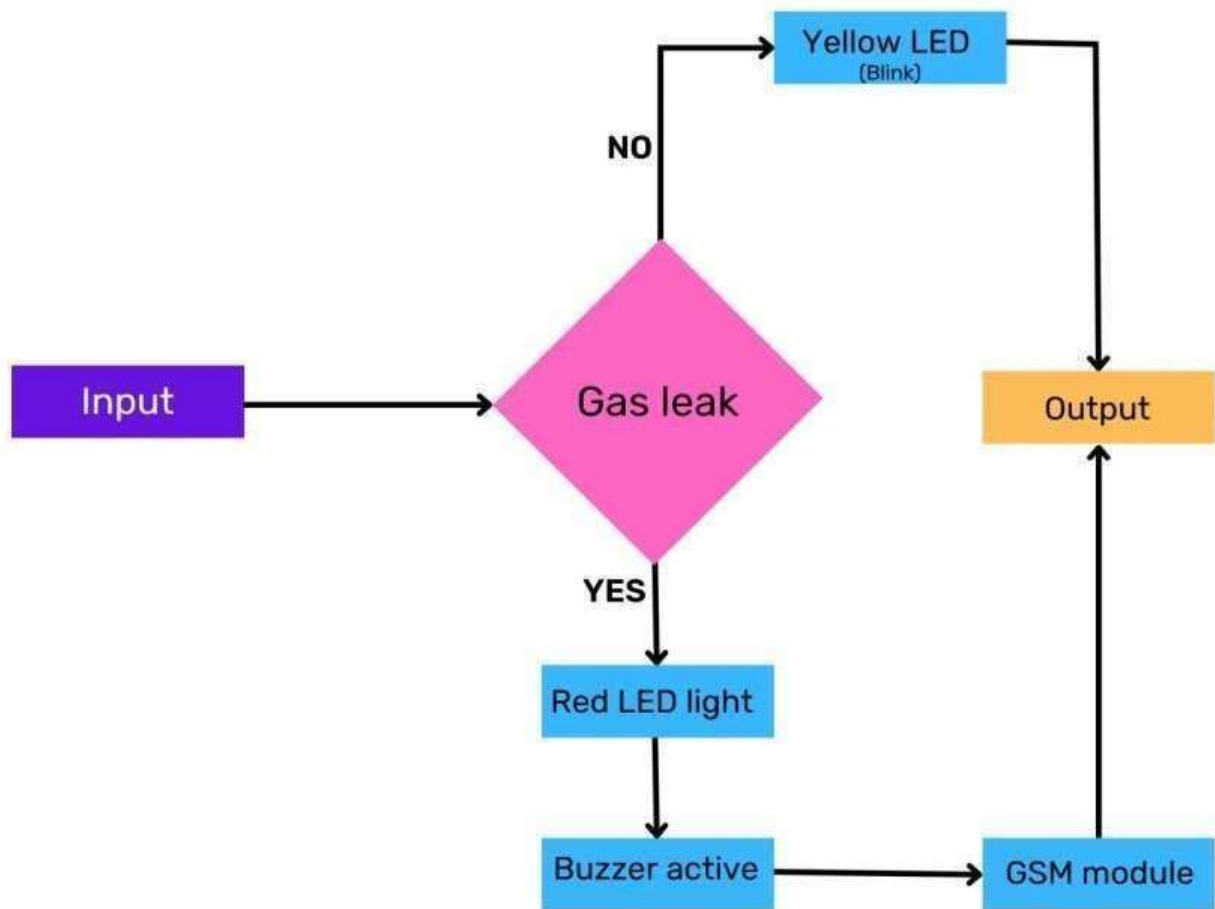 Yellow LED
(Blink)
NO
Input
Gas leak
Output
YES
Red LED light
Buzzer active
GSM module